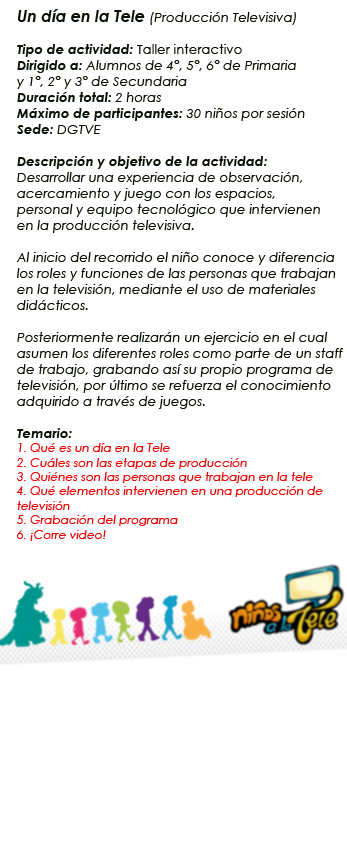 Un día en la Tele (Producción Televisiva)
Tipo de actividad: Taller interactivo
Dirigido a: Alumnos de 4°, 5°, 6° de Primaria
y 1°, 2° y 3° de Secundaria
Duración total: 2 horas
Máximo de participantes: 30 niños por sesión
Sede: DGTVE
Descripción y objetivo de la actividad:
Desarrollar una experiencia de observación,
acercamiento y juego con los espacios,
personal y equipo tecnológico que intervienen
en la producción televisiva.
Al inicio del recorrido el niño conoce y diferencia
los roles y funciones de las personas que trabajan
en la televisión, mediante el uso de materiales
didácticos.
Posteriormente realizarán un ejercicio en el cual
asumen los diferentes roles como parte de un staff
de trabajo, grabando así su propio programa de
televisión, por último se refuerza el conocimiento
adquirido a través de juegos.
Temario:
1. Qué es un día en la Tele
2. Cuáles son las etapas de producción
3. Quiénes son las personas que trabajan en la tele
4. Qué elementos intervienen en una producción de
televisión
5. Grabación del programa
6. ¡Corre video!
niños a la Tele